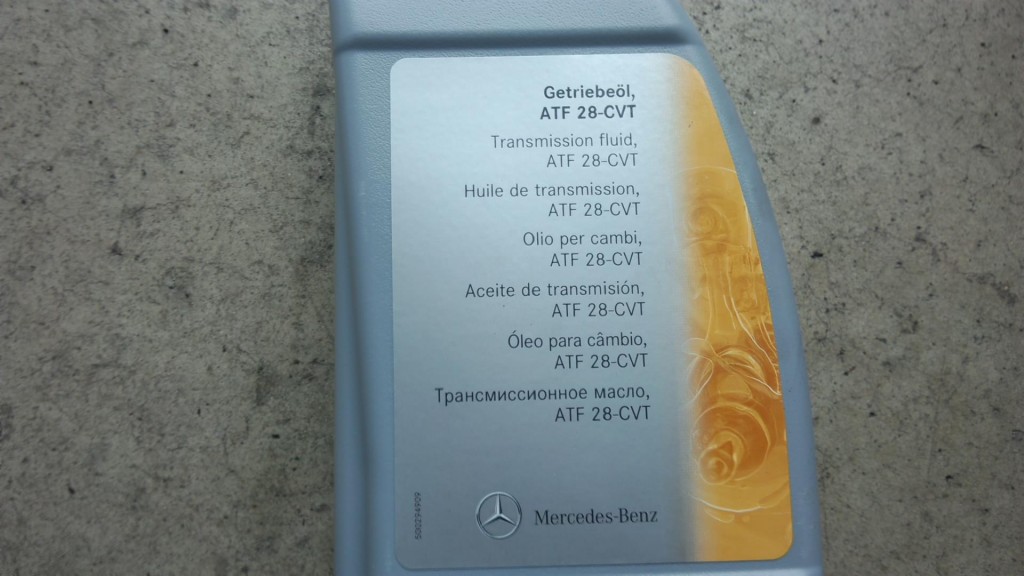 Getriebeöl,
ATF 28-CVT
Transmission fluid,
ATF 28-CVT
Huile de transmission,
ATF 28-CVT
Olio per cambi,
ATF 28-CVT
Aceite de transmisión,
ATF 28-CVT
Óleo para câmbio,
ATF 28-CVT
Трансмиссионное масло,
ATF 28-CVT
500294909
Mercedes-Benz